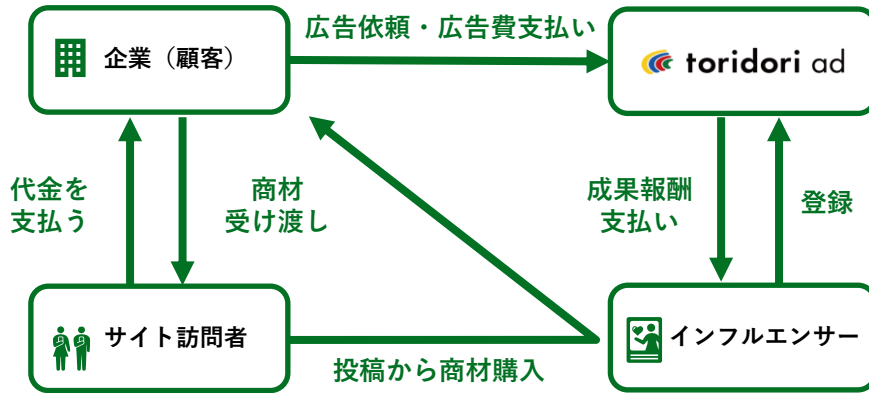 広告依頼・広告費支払い
企業（顧客）
toridori ad
代金を
支払う
商材
受け渡し
成果報酬
支払い
登録
サイト訪問者
インフルエンサー
投稿から商材購入